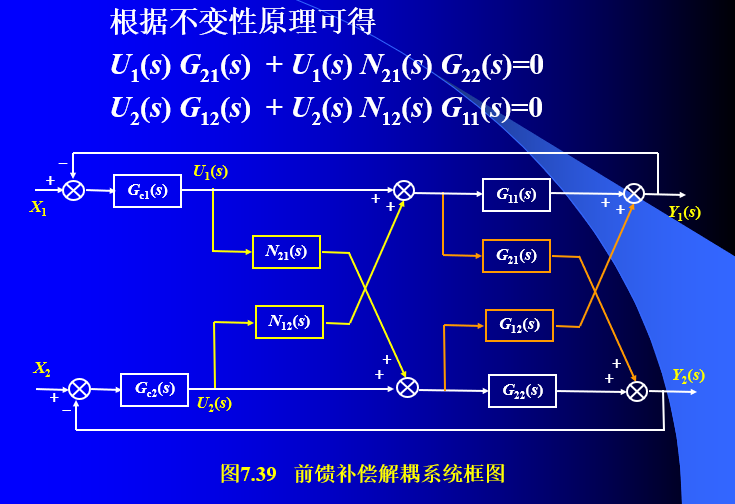 根据不变性原理可得
U₁(s) G₂₁(s) + U₁(s) N₂₁(s) G₂₂(s)=0
U₂(s) G₁₂(s) + U₂(s) N₁₂(s) G₁₁(s)=0
−
+
X₁
G_c1(s)
U₁(s)
+ +
G₁₁(s)
+ +
Y₁(s)
N₂₁(s)
G₂₁(s)
N₁₂(s)
G₁₂(s)
X₂
+
−
G_c2(s)
U₂(s)
+
+
G₂₂(s)
+
+
Y₂(s)
图7.39 前馈补偿解耦系统框图